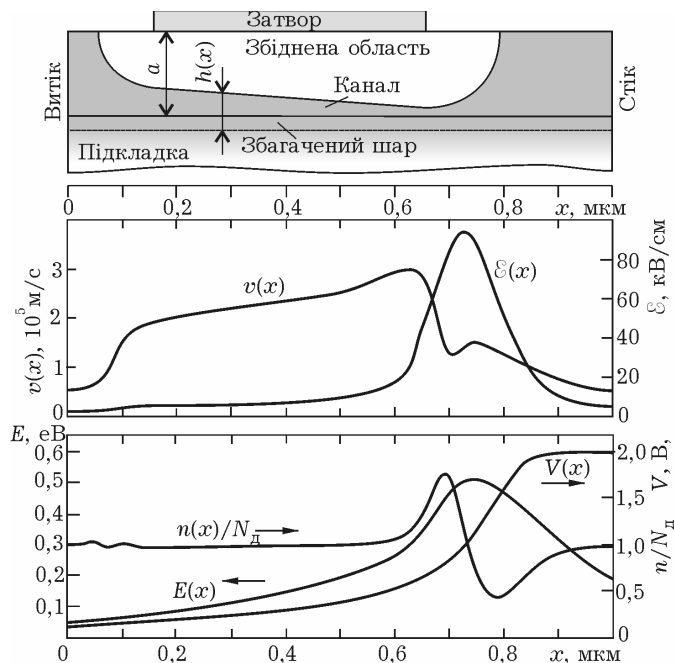 Затвор
Збіднена область
Витік
a
h(x)
Канал
Стік
Збагачений шар
Підкладка
0 0,2 0,4 0,6 0,8 x, мкм
v(x), 10⁵ м/с
3
2
1
0
v(x)
ℰ(x)
80
60
40
20
0
ℰ, кВ/см
E, еВ
0,6
0,5
0,4
0,3
0,2
0,1
n(x)/Nд
E(x)
V(x)
2,0
1,5
1,0
0,5
0
n/Nд V, В,
0 0,2 0,4 0,6 0,8 x, мкм